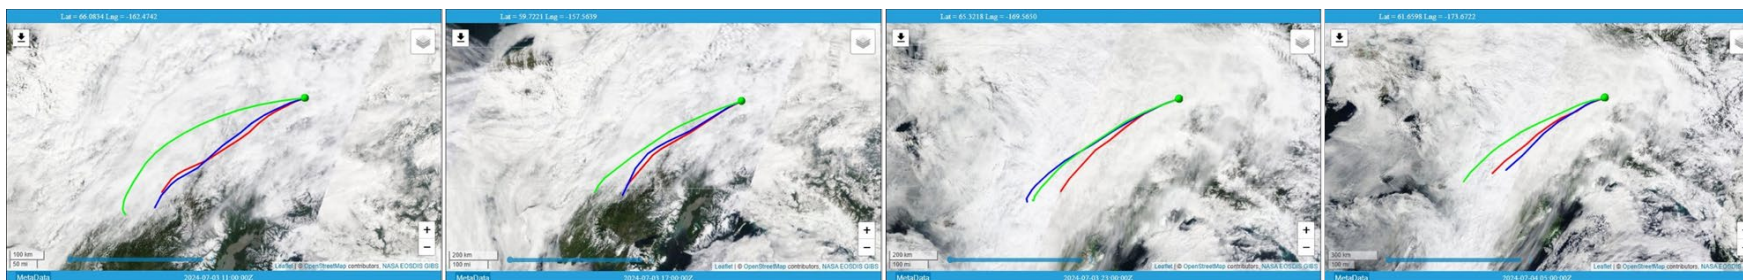 Lat = 66.0834 Lng = -162.4742
100 km
50 mi
+
−
Leaflet | © OpenStreetMap contributors, NASA EOSDIS GIBS
MetaData
2024-07-03 11:00:00Z
Lat = 59.7221 Lng = -157.5639
200 km
100 mi
+
−
Leaflet | © OpenStreetMap contributors, NASA EOSDIS GIBS
MetaData
2024-07-03 17:00:00Z
Lat = 65.3218 Lng = -169.5650
200 km
100 mi
+
−
Leaflet | © OpenStreetMap contributors, NASA EOSDIS GIBS
MetaData
2024-07-03 23:00:00Z
Lat = 61.6598 Lng = -173.6722
300 km
100 mi
Leaflet | © OpenStreetMap contributors, NASA EOSDIS GIBS
MetaData
2024-07-04 05:00:00Z